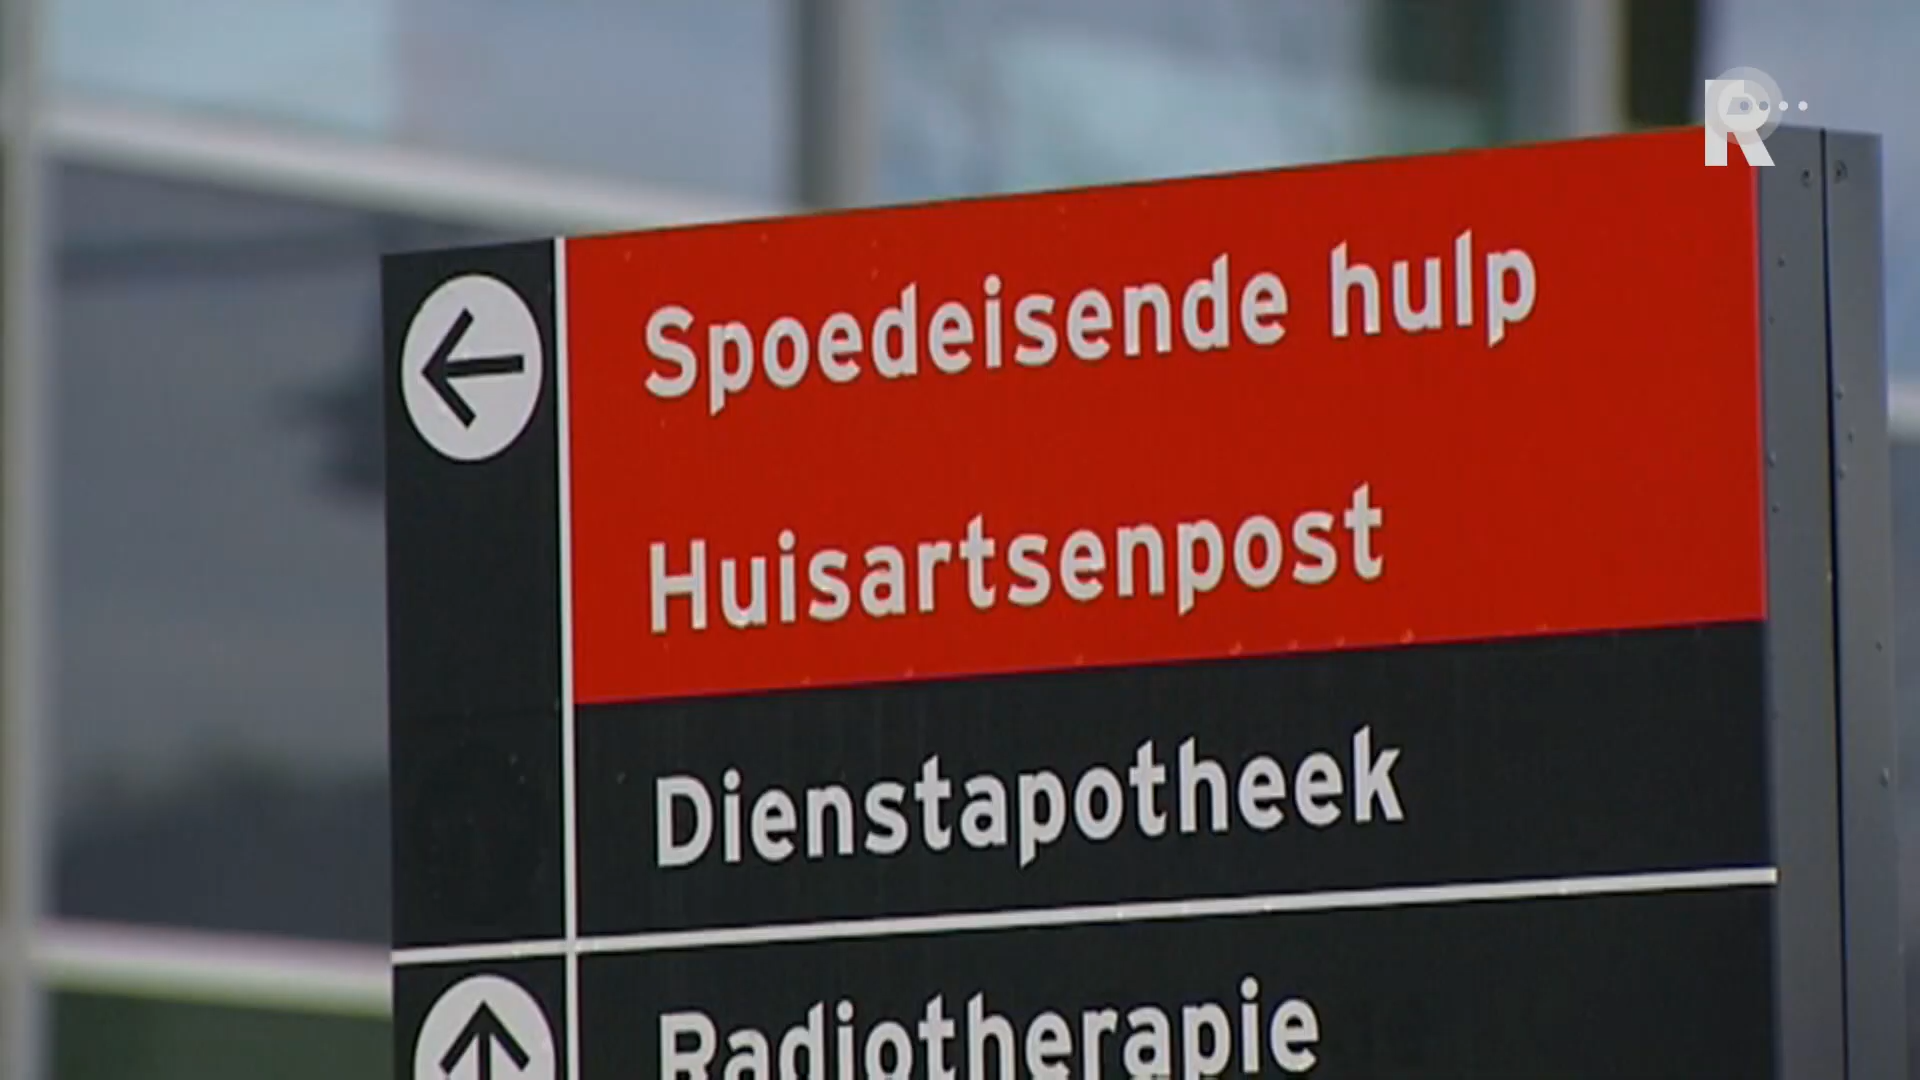 R
Spoedeisende hulp
Huisartsenpost
Dienstapotheek
Radiotherapie